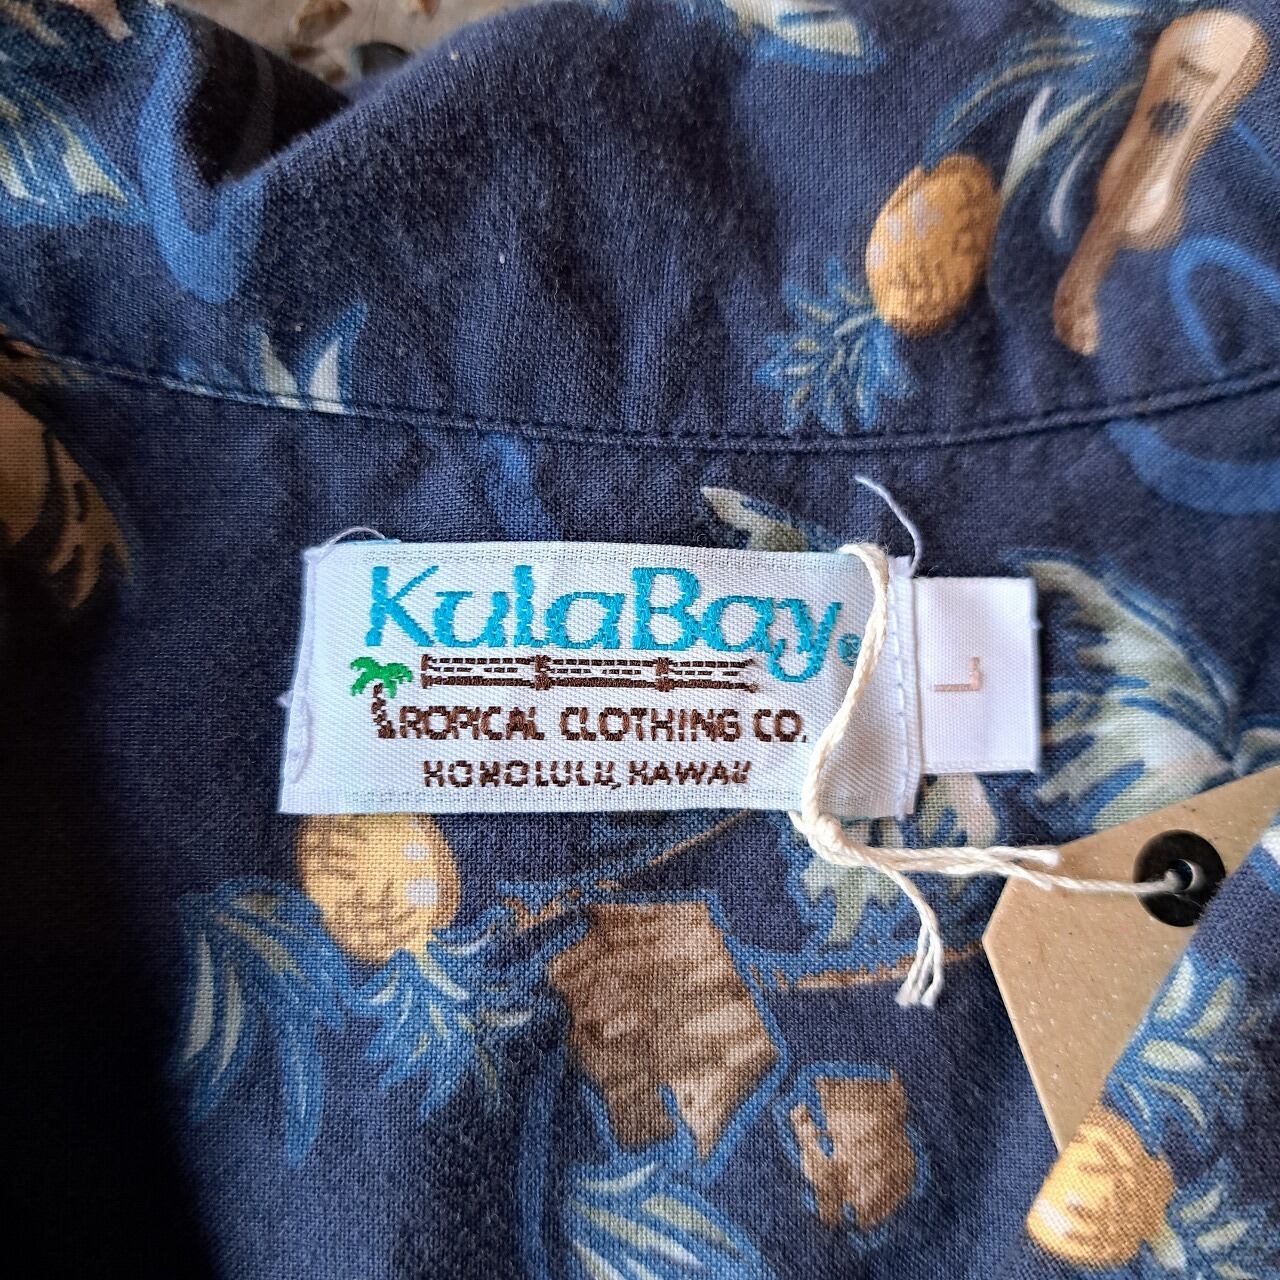 KulaBay®
TROPICAL CLOTHING CO.
HONOLULU, HAWAII
L